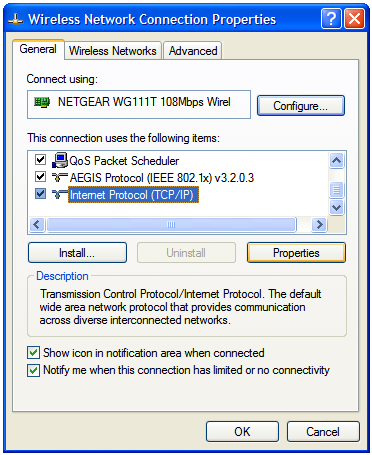 Wireless Network Connection Properties
General Wireless Networks Advanced
Connect using:
NETGEAR WG111T 108Mbps Wirel
Configure...
This connection uses the following items:
QoS Packet Scheduler
AEGIS Protocol (IEEE 802.1x) v3.2.0.3
Internet Protocol (TCP/IP)
Install... Uninstall Properties
Description
Transmission Control Protocol/Internet Protocol. The default
wide area network protocol that provides communication
across diverse interconnected networks.
Show icon in notification area when connected
Notify me when this connection has limited or no connectivity
OK Cancel